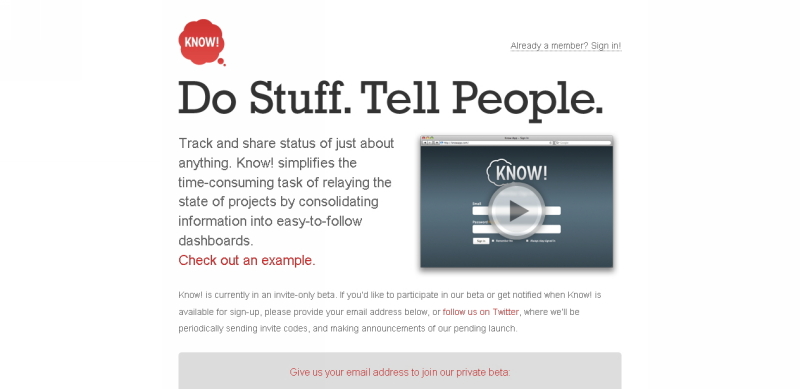 KNOW!
Already a member? Sign in!
Do Stuff. Tell People.
Track and share status of just about
anything. Know! simplifies the
time-consuming task of relaying the
state of projects by consolidating
information into easy-to-follow
dashboards.
Check out an example.
KNOW!
Email
Password
Sign In
Know! is currently in an invite-only beta. If you'd like to participate in our beta or get notified when Know! is
available for sign-up, please provide your email address below, or follow us on Twitter, where we'll be
periodically sending invite codes, and making announcements of our pending launch.
Give us your email address to join our private beta: